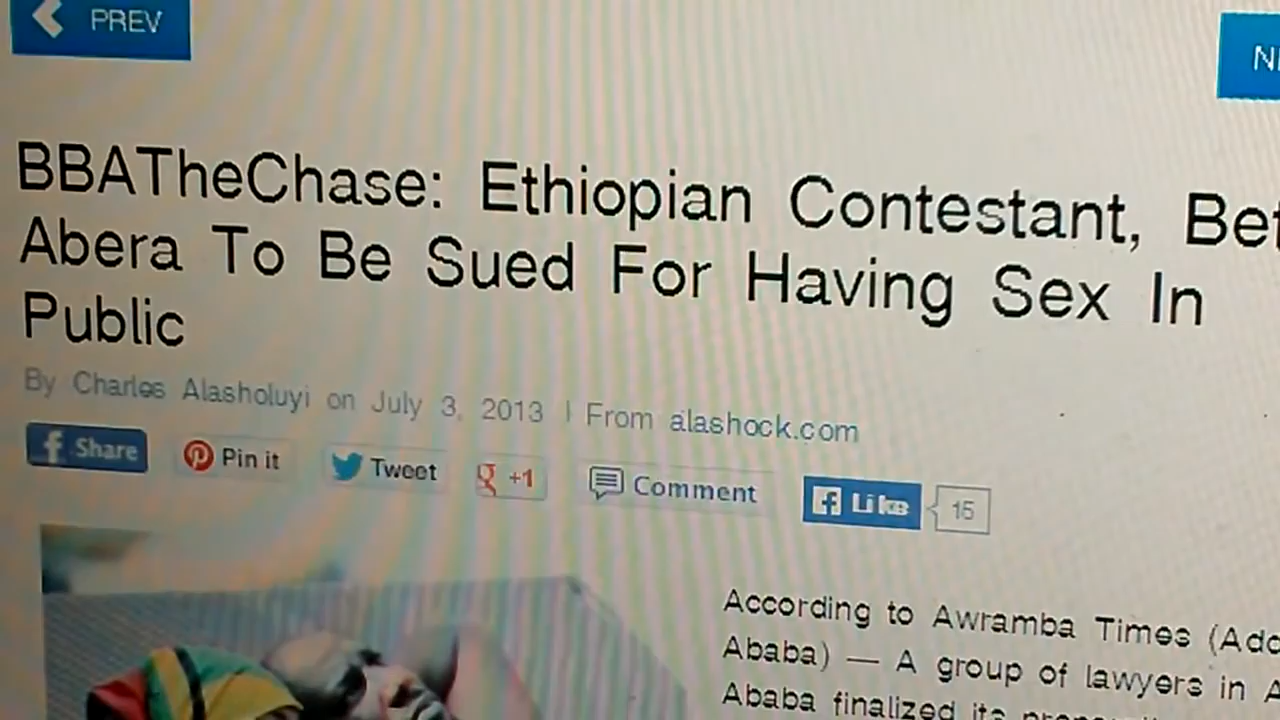 PREV
BBATheChase: Ethiopian Contestant,
Abera To Be Sued For Having Sex In
Public
By Charles Alasholuyi on July 3, 2013 | From alashock.com
Share Pin it Tweet +1 Comment Like 15
According to Awramba Times
Ababa) — A group of lawyers in
Ababa finalized its